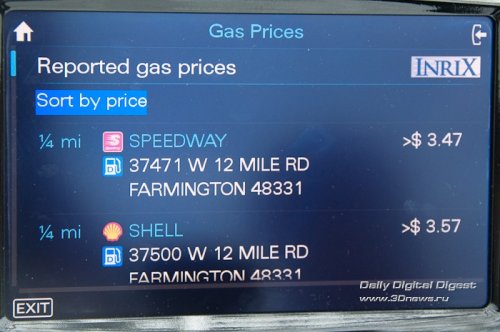 Gas Prices
Reported gas prices
INRIX
Sort by price
¼ mi SPEEDWAY >$ 3.47
37471 W 12 MILE RD
FARMINGTON 48331
¼ mi SHELL >$ 3.57
37500 W 12 MILE RD
FARMINGTON 48331
Daily Digital Digest
EXIT
www.3Dnews.ru